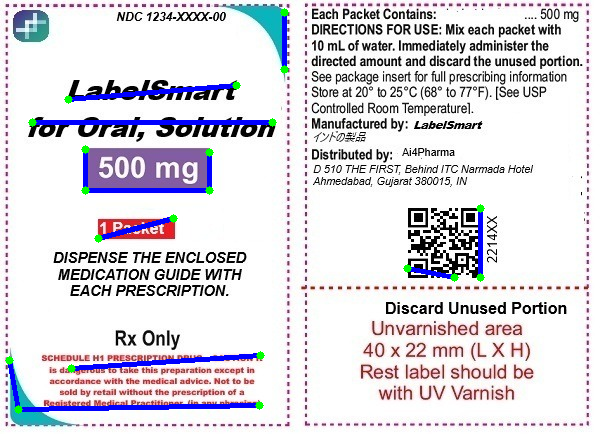 NDC 1234-XXXX-00
LabelSmart
for Oral, Solution
500 mg
1 Packet
DISPENSE THE ENCLOSED
MEDICATION GUIDE WITH
EACH PRESCRIPTION.
Rx Only
SCHEDULE H1 PRESCRIPTION
is dangerous to take this preparation except in
accordance with the medical advice. Not to be
sold by retail without the prescription of a
Registered Medical Practitioner. (in any
Each Packet Contains: .... 500 mg
DIRECTIONS FOR USE: Mix each packet with
10 mL of water. Immediately administer the
directed amount and discard the unused portion.
See package insert for full prescribing information
Store at 20° to 25°C (68° to 77°F). [See USP
Controlled Room Temperature].
Manufactured by: LabelSmart
インドの製品
Distributed by: Ai4Pharma
D 510 THE FIRST, Behind ITC Narmada Hotel
Ahmedabad, Gujarat 380015, IN
2214XX
Discard Unused Portion
Unvarnished area
40 x 22 mm (L X H)
Rest label should be
with UV Varnish